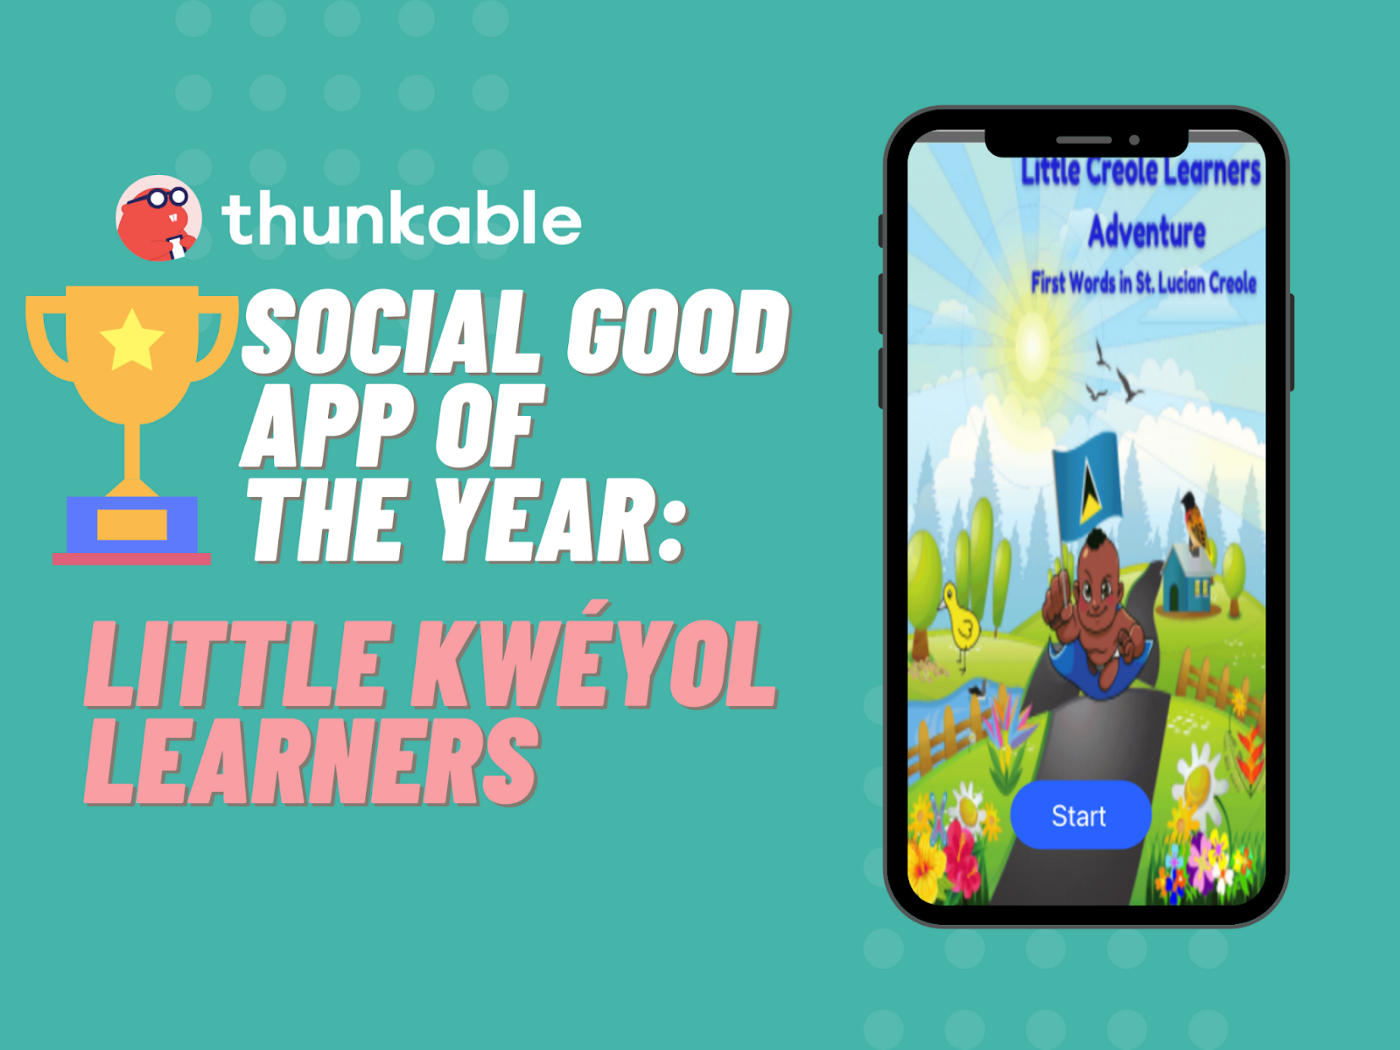 thunkable
SOCIAL GOOD
APP OF
THE YEAR:
LITTLE KWÉYOL
LEARNERS
Little Creole Learners
Adventure
First Words in St. Lucian Creole
Start